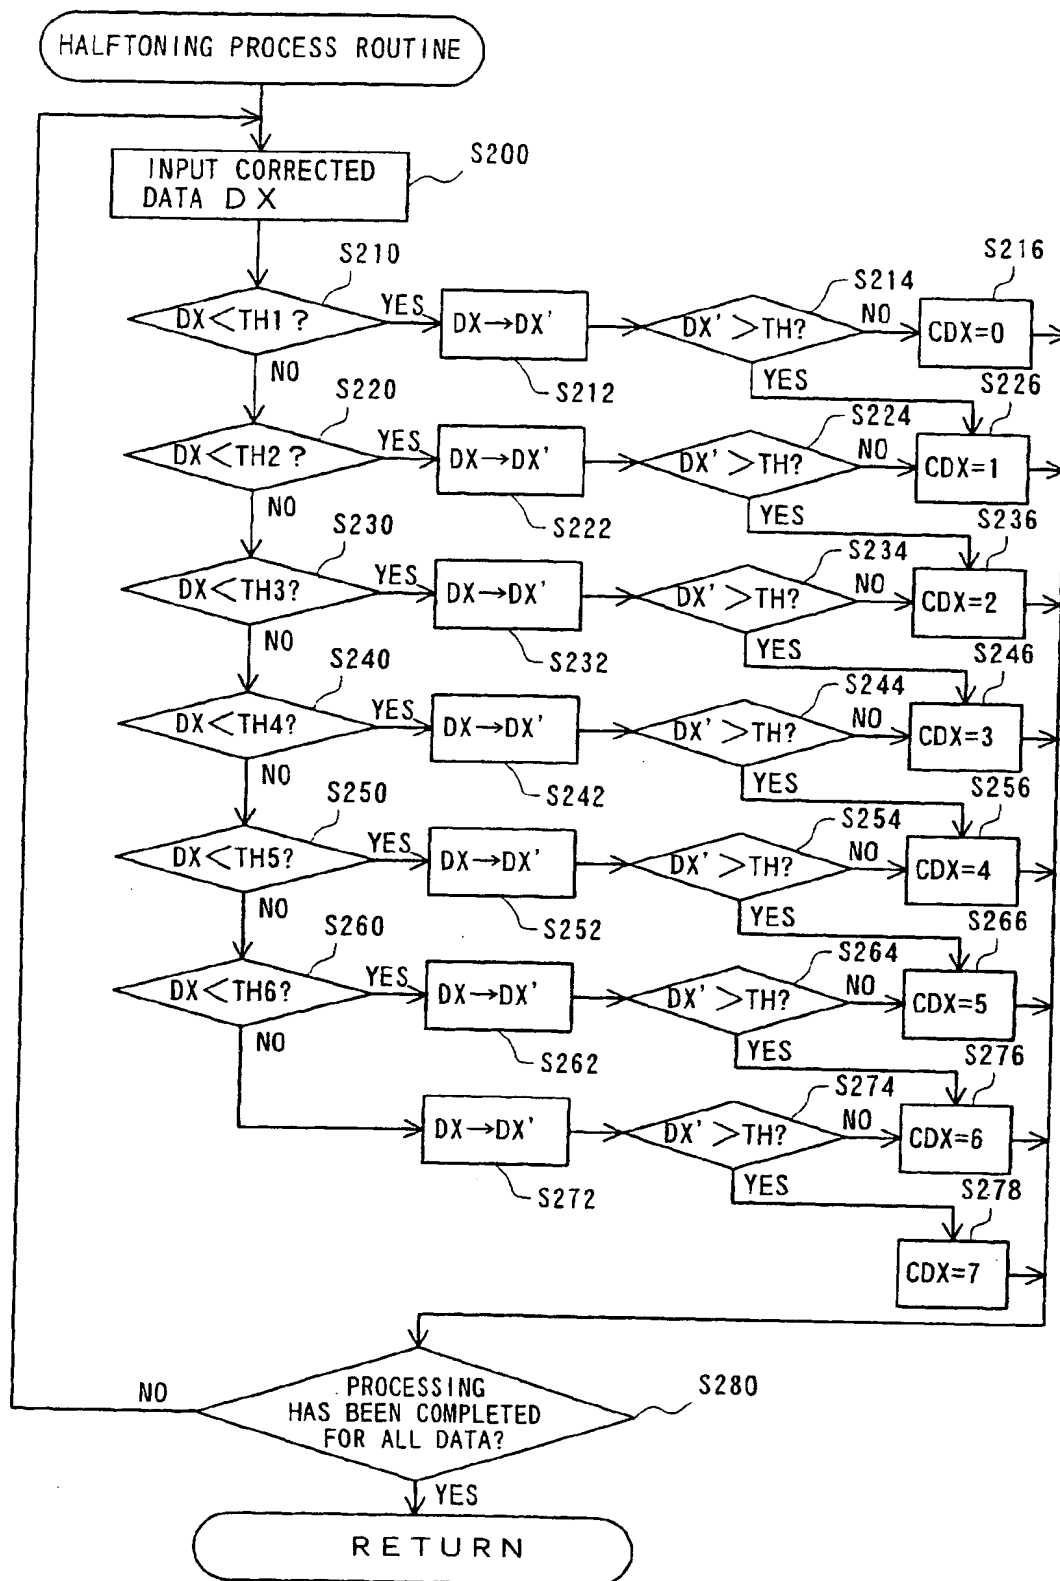 HALFTONING PROCESS ROUTINE
INPUT CORRECTED
DATA DX
S200
S210
DX<TH1?
YES
NO
DX→DX'
S212
S214
DX'>TH?
NO
YES
S216
CDX=0
S220
DX<TH2?
YES
NO
DX→DX'
S222
S224
DX'>TH?
NO
YES
S226
CDX=1
S230
DX<TH3?
YES
NO
DX→DX'
S232
S234
DX'>TH?
NO
YES
S236
CDX=2
S240
DX<TH4?
YES
NO
DX→DX'
S242
S244
DX'>TH?
NO
YES
S246
CDX=3
S250
DX<TH5?
YES
NO
DX→DX'
S252
S254
DX'>TH?
NO
YES
S256
CDX=4
S260
DX<TH6?
YES
NO
DX→DX'
S262
S264
DX'>TH?
NO
YES
S266
CDX=5
DX→DX'
S272
S274
DX'>TH?
NO
YES
S276
CDX=6
S278
CDX=7
PROCESSING
HAS BEEN COMPLETED
FOR ALL DATA?
S280
NO
YES
RETURN